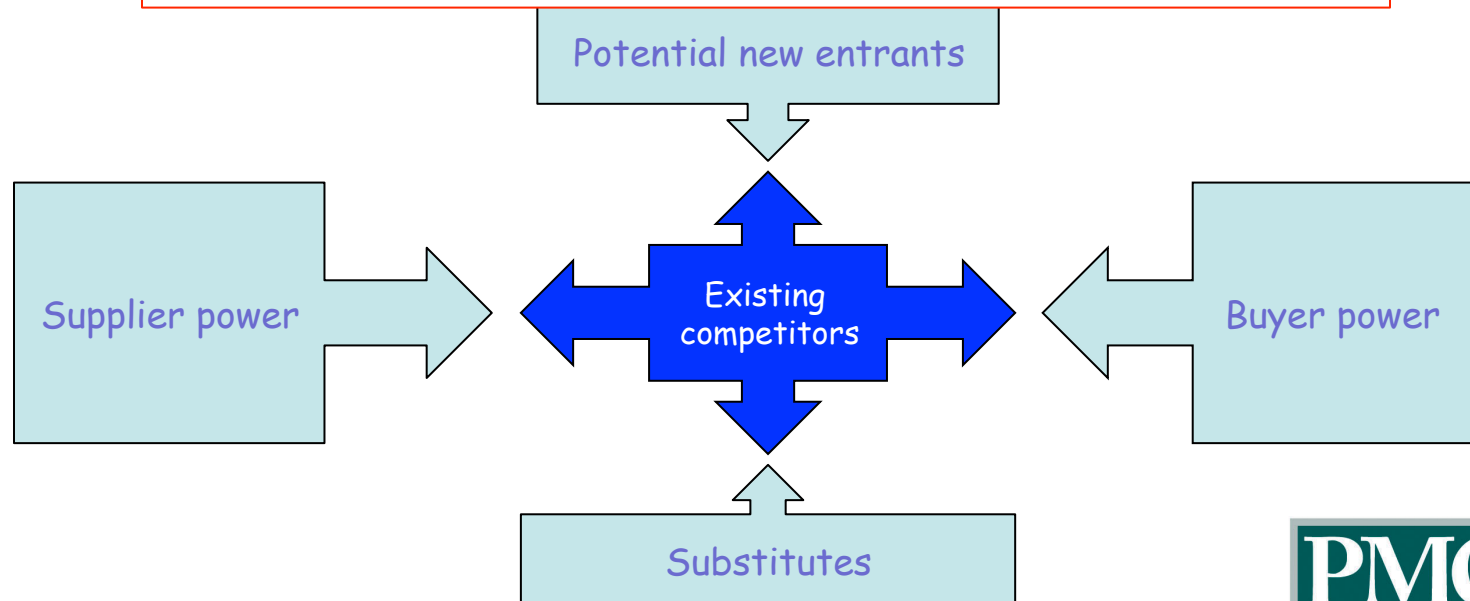 Potential new entrants
Supplier power
Existing
competitors
Buyer power
Substitutes